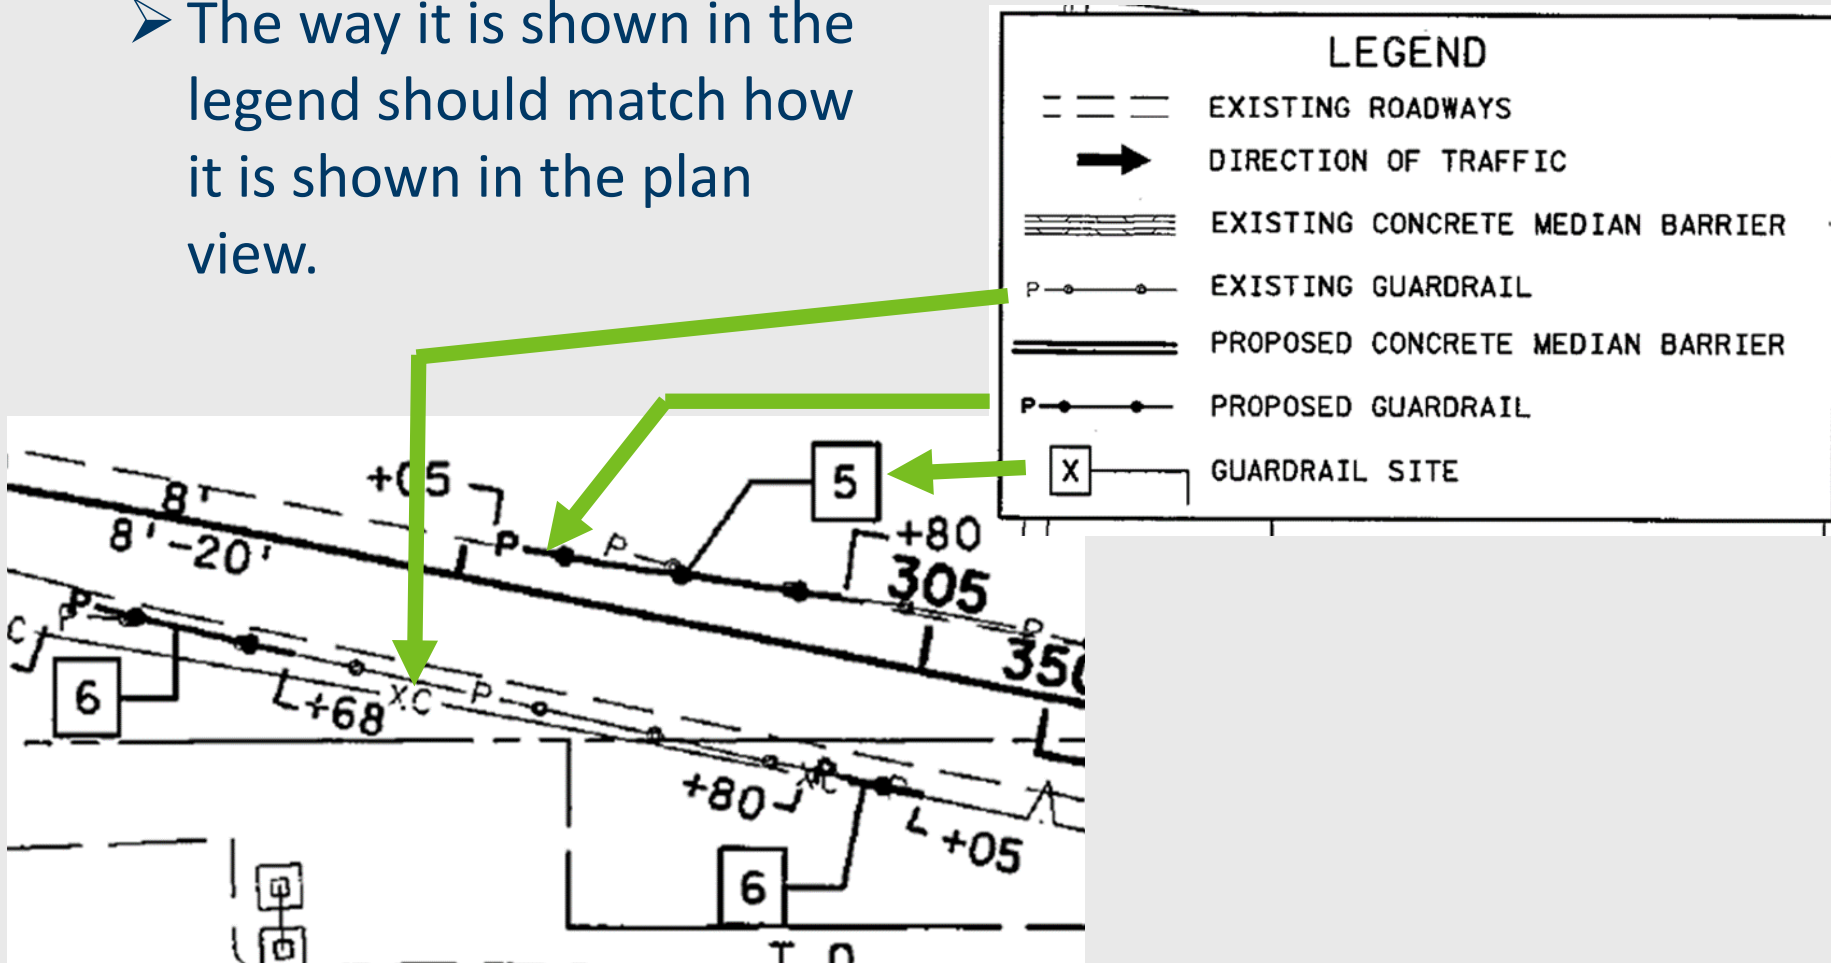 ➢ The way it is shown in the
legend should match how
it is shown in the plan
view.
LEGEND
EXISTING ROADWAYS
DIRECTION OF TRAFFIC
EXISTING CONCRETE MEDIAN BARRIER
P EXISTING GUARDRAIL
PROPOSED CONCRETE MEDIAN BARRIER
P PROPOSED GUARDRAIL
X GUARDRAIL SITE
8'
8'-20'
+05
5
P
P
+80
305
P
350
P
P
C
6
+68
XC
P
+80
P
+05
6